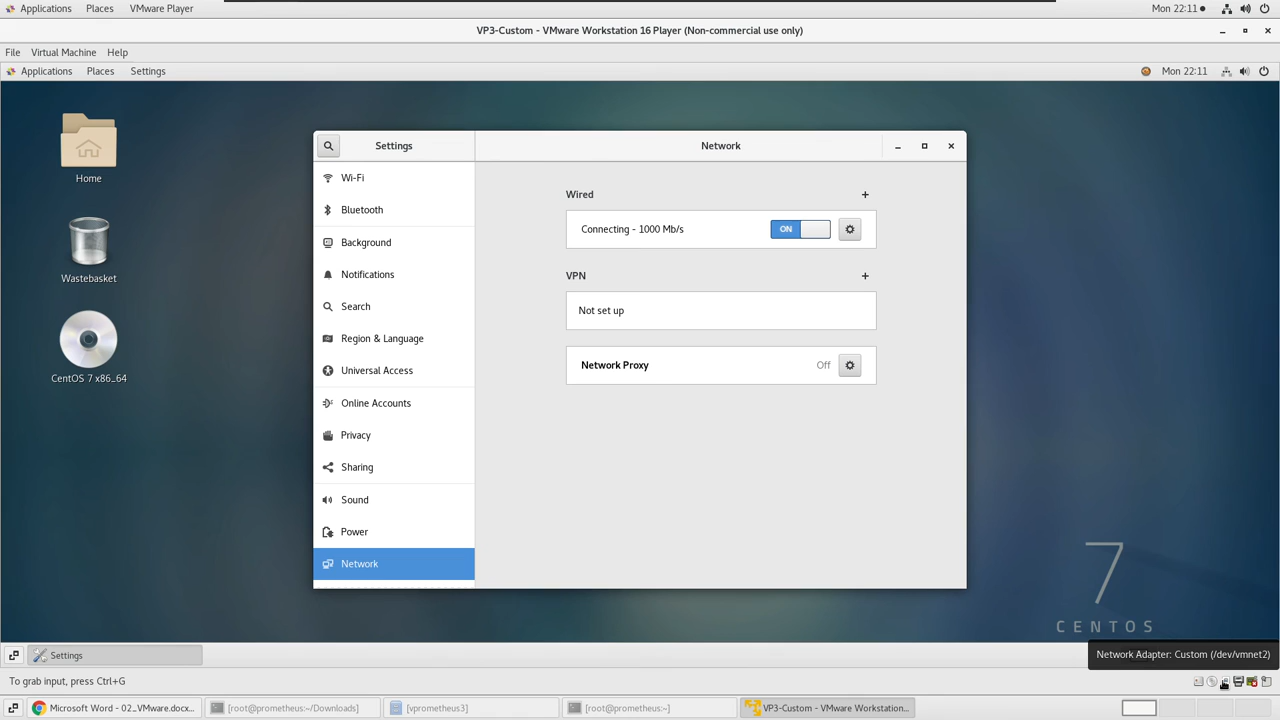 Applications Places VMware Player Mon 22:11
VP3-Custom - VMware Workstation 16 Player (Non-commercial use only)
File Virtual Machine Help
Applications Places Settings Mon 22:11
Home
Wastebasket
CentOS 7 x86_64
Settings Network
Wi-Fi
Bluetooth
Background
Notifications
Search
Region & Language
Universal Access
Online Accounts
Privacy
Sharing
Sound
Power
Network
Wired
Connecting - 1000 Mb/s ON
VPN
Not set up
Network Proxy Off
7
CENTOS
Settings
Network Adapter: Custom (/dev/vmnet2)
To grab input, press Ctrl+G
Microsoft Word - 02_VMware.docx... [root@prometheus:~/Downloads] [vprometheus3] [root@prometheus:~] VP3-Custom - VMware Workstation...